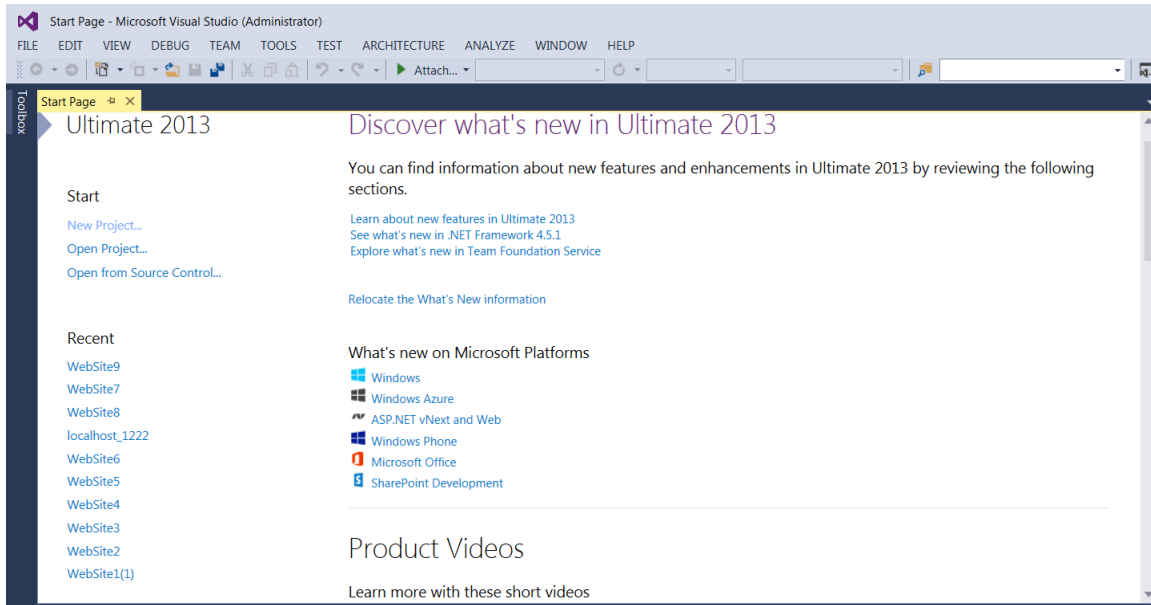 Start Page - Microsoft Visual Studio (Administrator)
FILE EDIT VIEW DEBUG TEAM TOOLS TEST ARCHITECTURE ANALYZE WINDOW HELP
Attach...
Toolbox
Start Page
Ultimate 2013
Start
New Project...
Open Project...
Open from Source Control...
Recent
WebSite9
WebSite7
WebSite8
localhost_1222
WebSite6
WebSite5
WebSite4
WebSite3
WebSite2
WebSite1(1)
Discover what's new in Ultimate 2013
You can find information about new features and enhancements in Ultimate 2013 by reviewing the following
sections.
Learn about new features in Ultimate 2013
See what's new in .NET Framework 4.5.1
Explore what's new in Team Foundation Service
Relocate the What's New information
What's new on Microsoft Platforms
Windows
Windows Azure
ASP.NET vNext and Web
Windows Phone
Microsoft Office
SharePoint Development
Product Videos
Learn more with these short videos